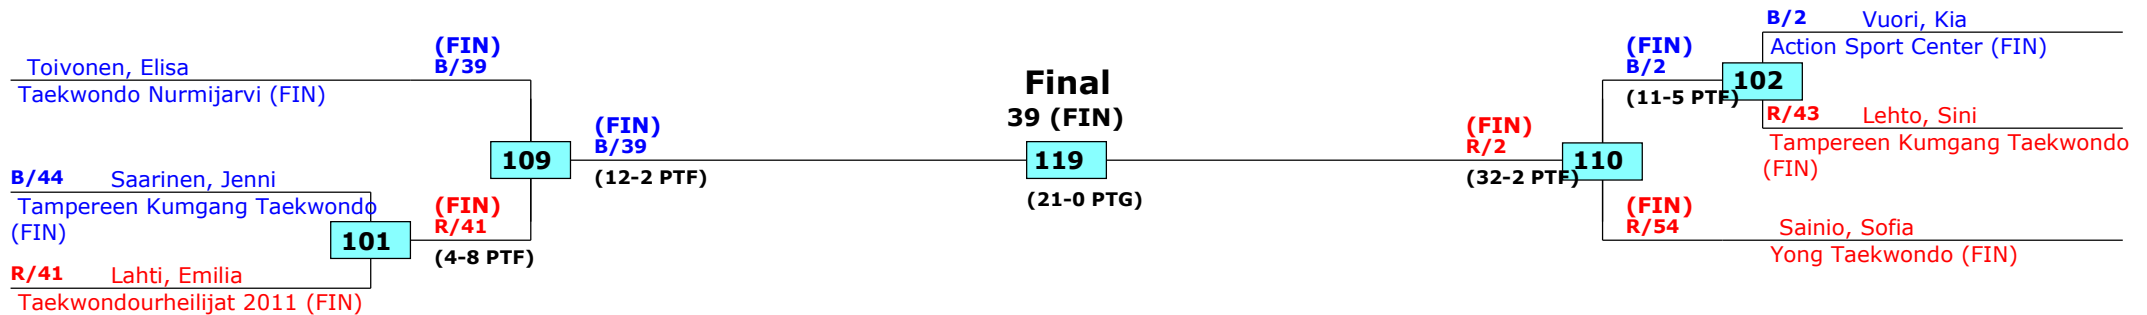 Toivonen, Elisa
Taekwondo Nurmijarvi (FIN)
(FIN)
B/39
B/44 Saarinen, Jenni
Tampereen Kumgang Taekwondo
(FIN)
101
R/41 Lahti, Emilia
Taekwondourheilijat 2011 (FIN)
(FIN)
R/41
(4-8 PTF)
109
(FIN)
B/39
(12-2 PTF)
Final
39 (FIN)
119
(21-0 PTG)
(FIN)
R/2
(32-2 PTF)
110
(FIN)
B/2
(11-5 PTF)
102
B/2 Vuori, Kia
Action Sport Center (FIN)
R/43 Lehto, Sini
Tampereen Kumgang Taekwondo
(FIN)
(FIN)
R/54
Sainio, Sofia
Yong Taekwondo (FIN)